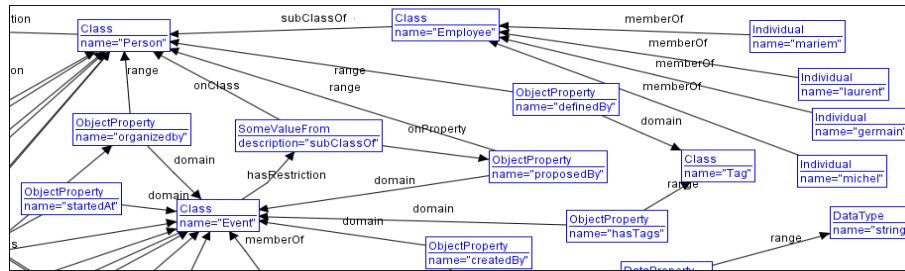 subClassOf
Class
name="Person"
Class
name="Employee"
memberOf
Individual
name="mariem"
ion
range
onClass
range
range
memberOf
memberOf
Individual
name="laurent"
memberOf
ObjectProperty
name="definedBy"
Individual
name="germain"
ObjectProperty
name="organizedby"
SomeValueFrom
description="subClassOf"
onProperty
domain
domain
hasRestriction
ObjectProperty
name="proposedBy"
Class
name="Tag"
Individual
name="michel"
range
ObjectProperty
name="startedAt"
domain
domain
Class
name="Event"
domain
domain
ObjectProperty
name="hasTags"
DataType
name="string
memberOf
ObjectProperty
name="createdBy"
range